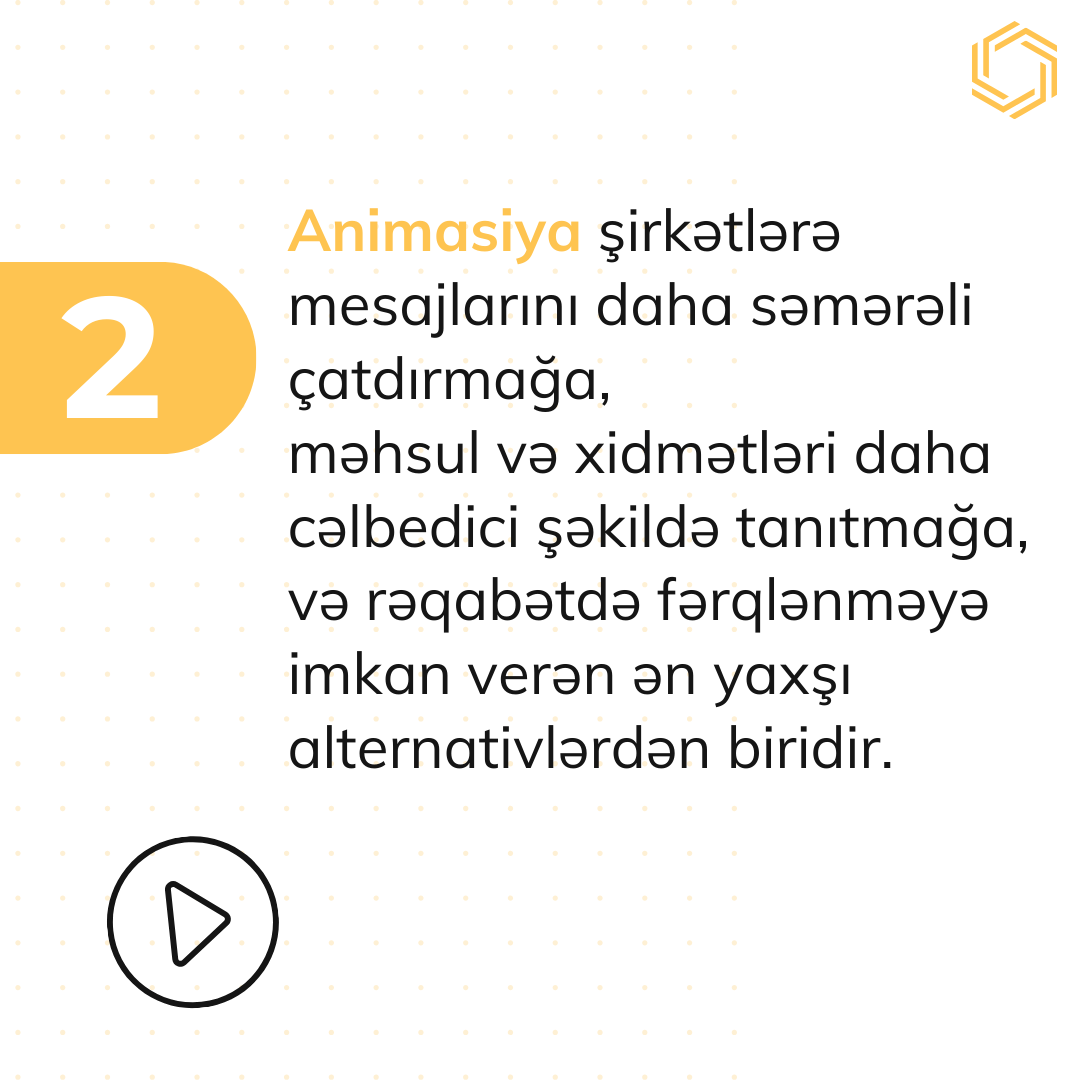 2
Animasiya şirkətlərə
mesajlarını daha səmərəli
çatdırmağa,
məhsul və xidmətləri daha
cəlbedici şəkildə tanıtmağa,
və rəqabətdə fərqlənməyə
imkan verən ən yaxşı
alternativlərdən biridir.